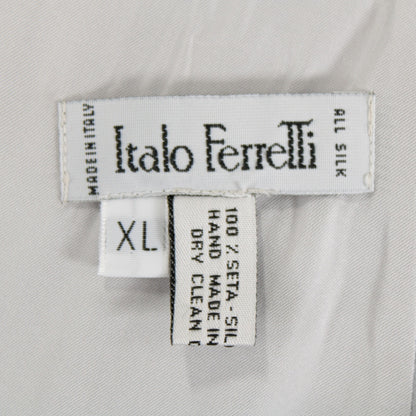 MADE IN ITALY
Italo Ferretti
ALL SILK
XL
100 % SETA - SIL
HAND MADE IN
DRY CLEAN